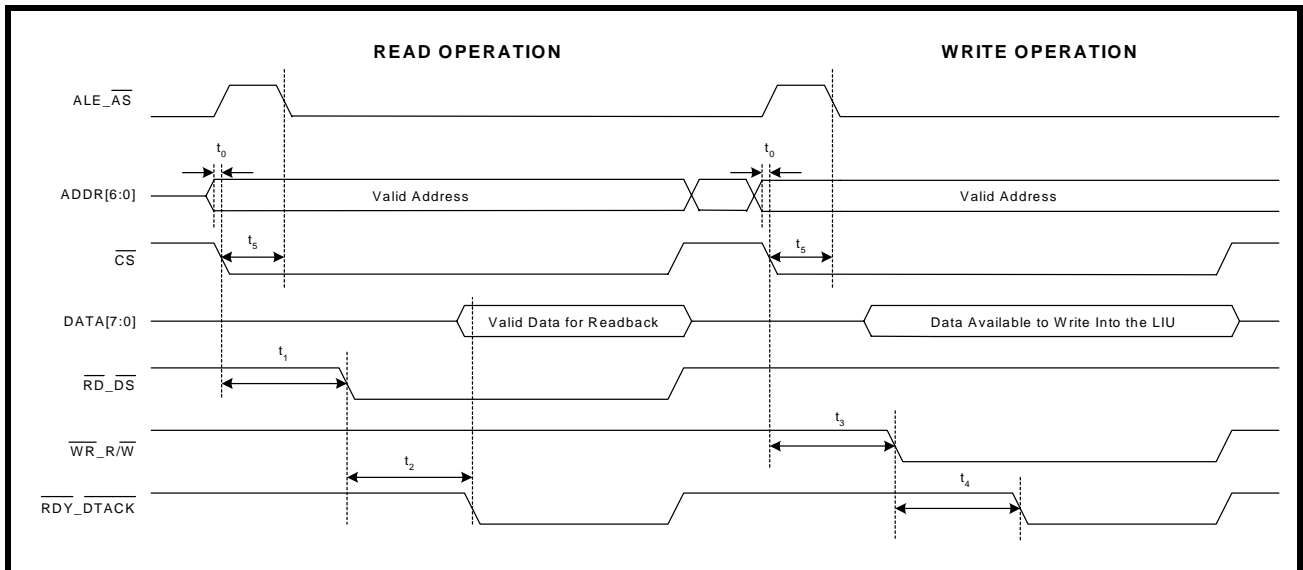 READ OPERATION WRITE OPERATION
ALE_AS
t0 t0
ADDR[6:0] Valid Address Valid Address
CS t5 t5
DATA[7:0] Valid Data for Readback Data Available to Write Into the LIU
t1
RD_DS
t3
WR_R/W
t2 t4
RDY_DTACK